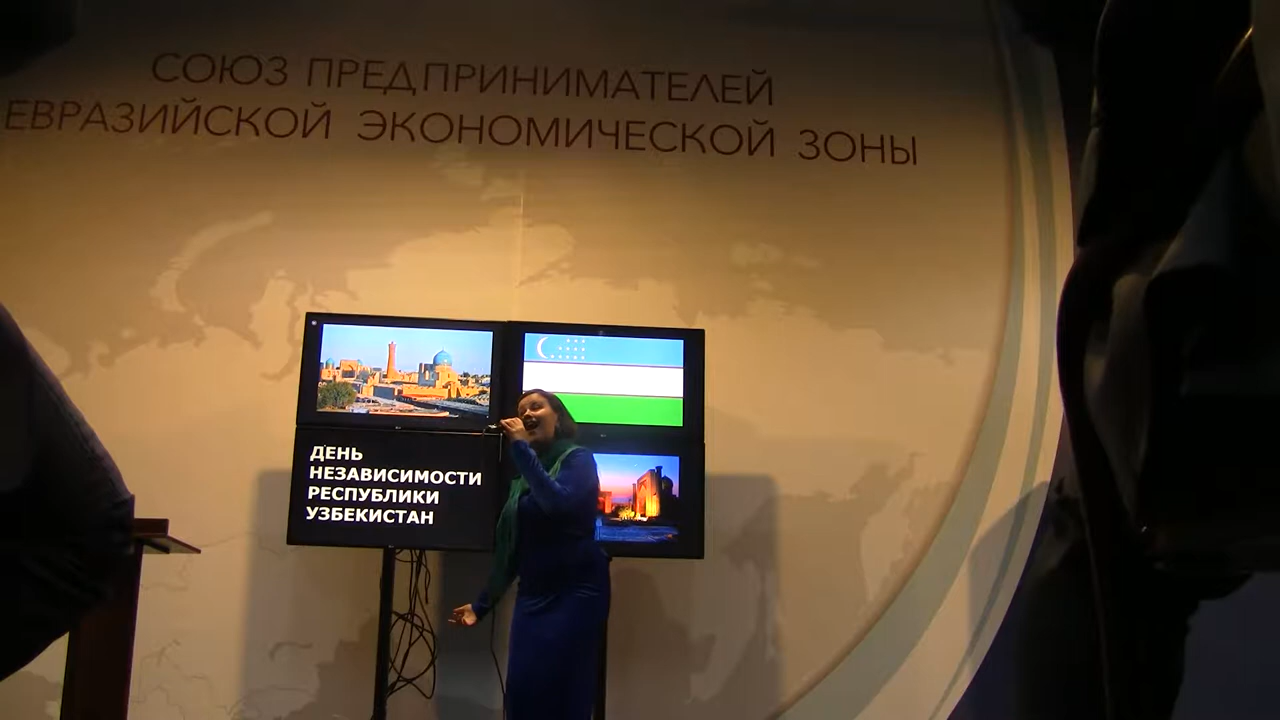 СОЮЗ ПРЕДПРИНИМАТЕЛЕЙ
ЕВРАЗИЙСКОЙ ЭКОНОМИЧЕСКОЙ ЗОНЫ
ДЕНЬ
НЕЗАВИСИМОСТИ
РЕСПУБЛИКИ
УЗБЕКИСТАН